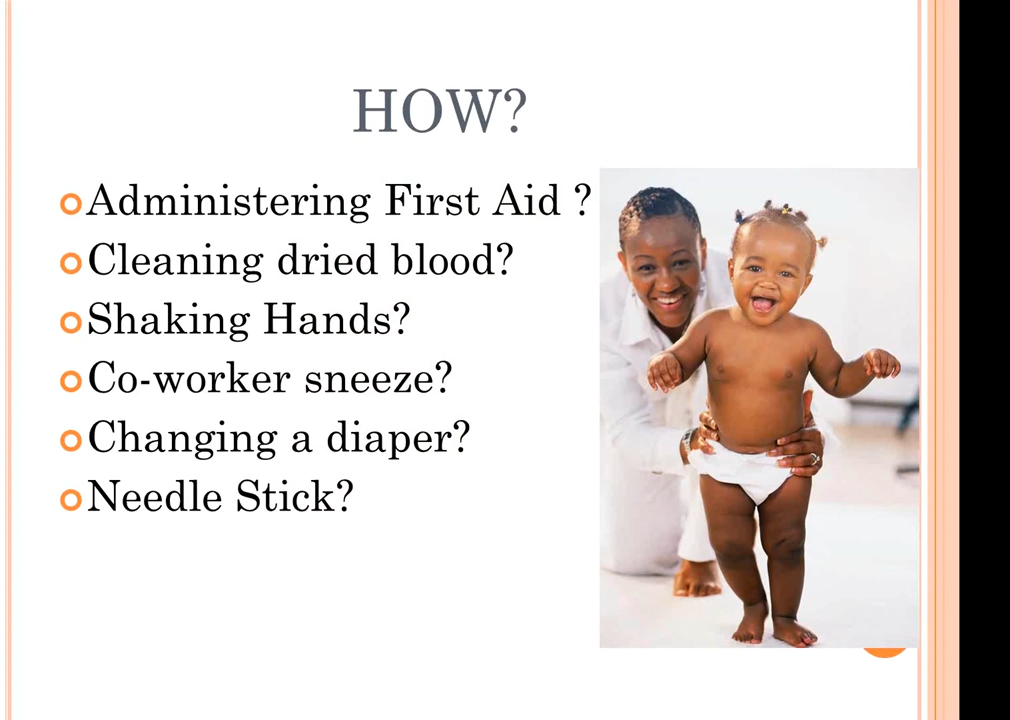 HOW?
Administering First Aid ?
Cleaning dried blood?
Shaking Hands?
Co-worker sneeze?
Changing a diaper?
Needle Stick?